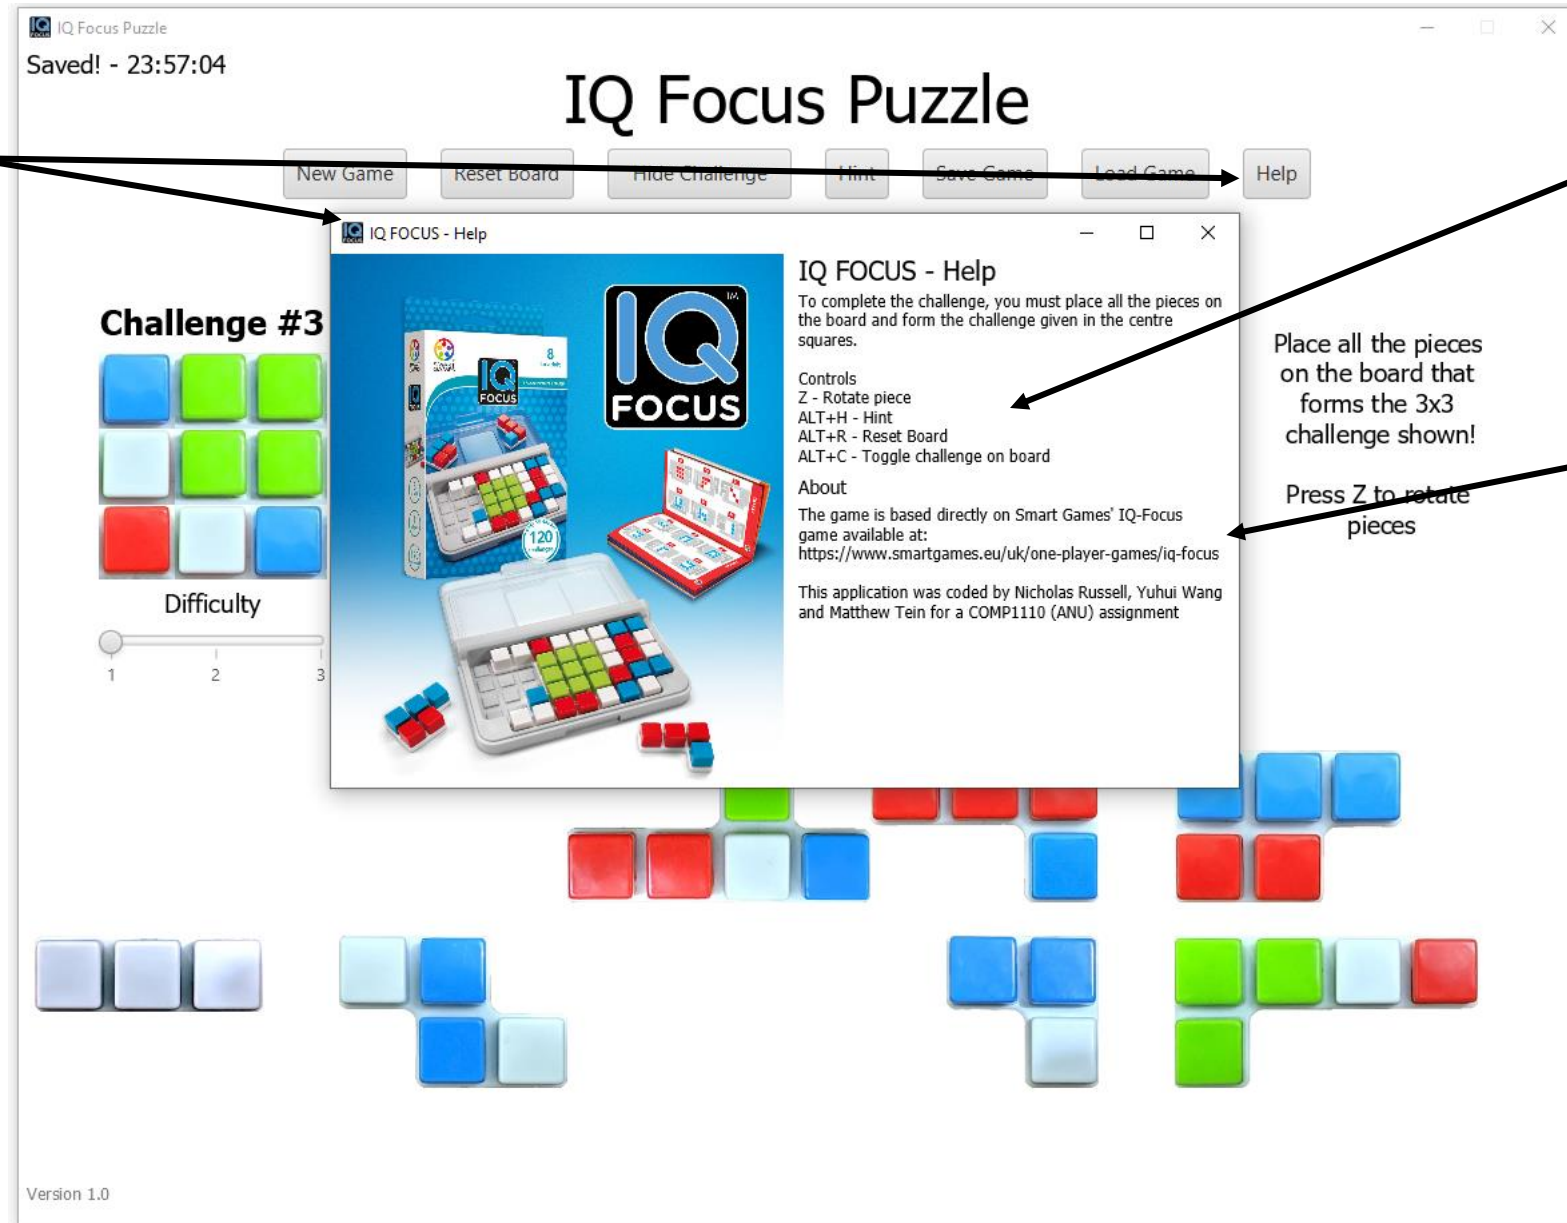 IQ Focus Puzzle
Saved! - 23:57:04
IQ Focus Puzzle
New Game
Reset Board
Hide Challenge
Hint
Save Game
Load Game
Help
IQ FOCUS - Help
Challenge #3
Difficulty
1 2 3
IQ
FOCUS
TM
IQ
FOCUS
8
120
IQ FOCUS - Help
To complete the challenge, you must place all the pieces on
the board and form the challenge given in the centre
squares.
Controls
Z - Rotate piece
ALT+H - Hint
ALT+R - Reset Board
ALT+C - Toggle challenge on board
About
The game is based directly on Smart Games' IQ-Focus
game available at:
https://www.smartgames.eu/uk/one-player-games/iq-focus
This application was coded by Nicholas Russell, Yuhui Wang
and Matthew Tein for a COMP1110 (ANU) assignment
Place all the pieces
on the board that
forms the 3x3
challenge shown!
Press Z to rotate
pieces
Version 1.0